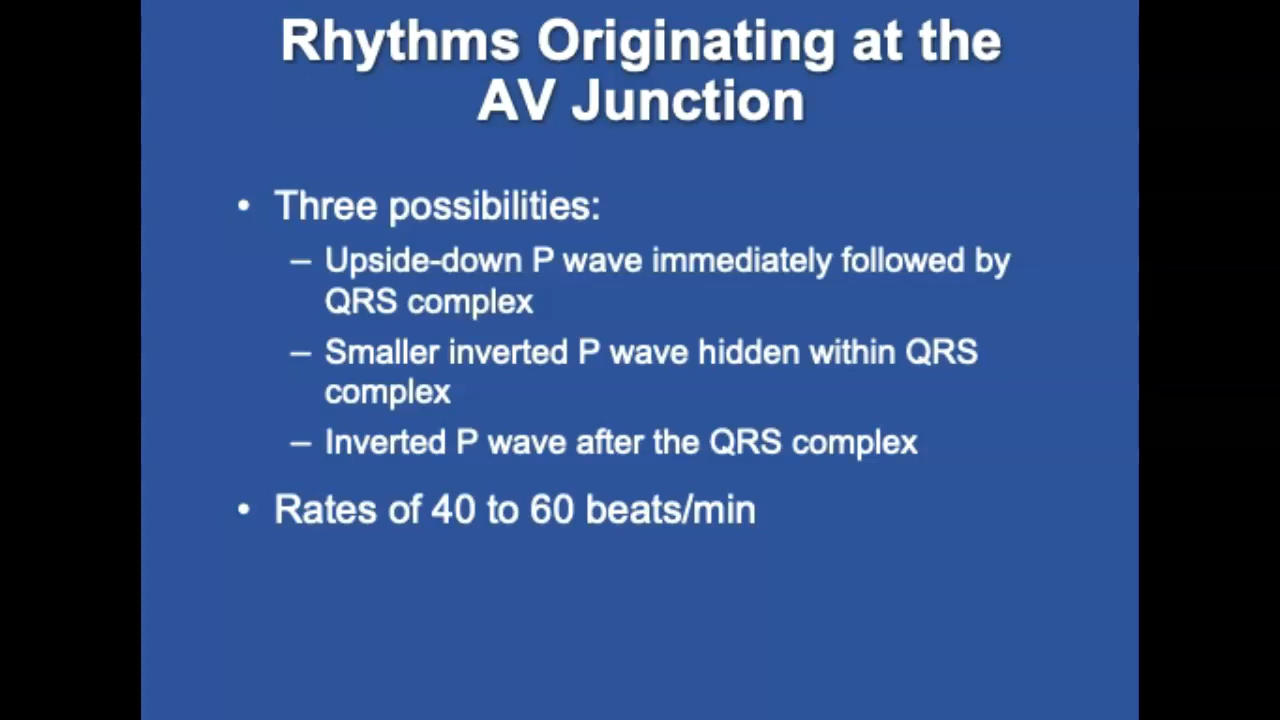 Rhythms Originating at the
AV Junction
• Three possibilities:
– Upside-down P wave immediately followed by
QRS complex
– Smaller inverted P wave hidden within QRS
complex
– Inverted P wave after the QRS complex
• Rates of 40 to 60 beats/min